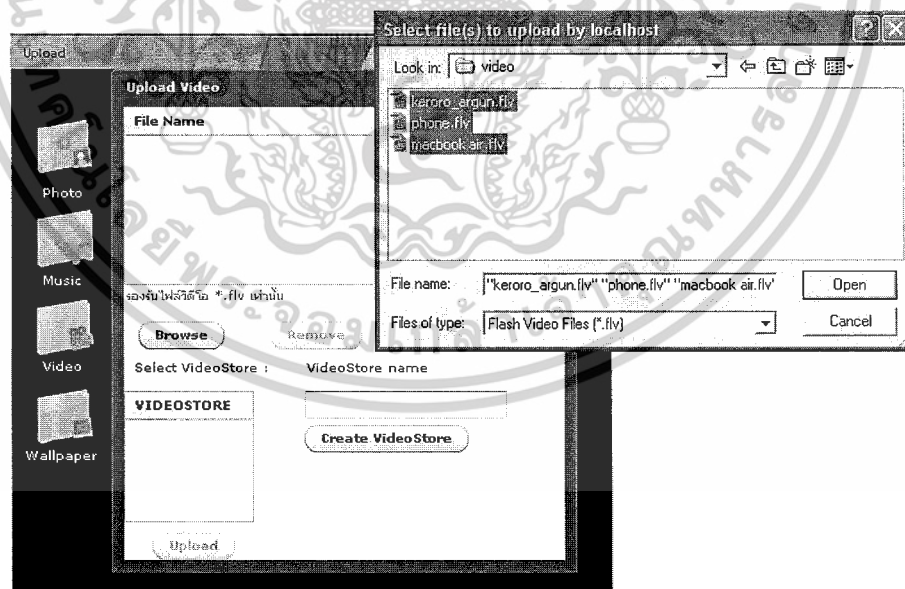 Upload
Photo
Music
Video
Wallpaper
Upload Video
File Name
รองรับไฟล์วิดีโอ *.flv เท่านั้น
Browse
Remove
Select VideoStore :
VideoStore name
VIDEOSTORE
Create VideoStore
Upload
Select file(s) to upload by localhost
Look in:
video
keroro_argun.flv
phone.flv
macbook air.flv
File name:
"keroro_argun.flv" "phone.flv" "macbook air.flv"
Open
Files of type:
Flash Video Files (*.flv)
Cancel